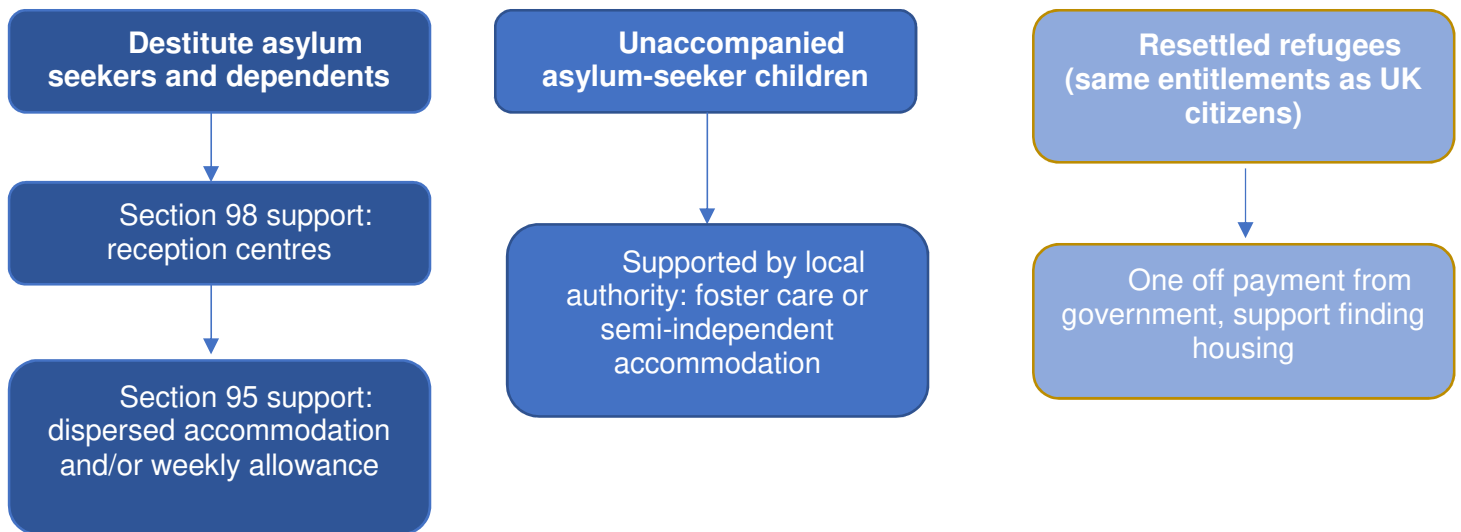 Destitute asylum
seekers and dependents
Section 98 support:
reception centres
Section 95 support:
dispersed accommodation
and/or weekly allowance
Unaccompanied
asylum-seeker children
Supported by local
authority: foster care or
semi-independent
accommodation
Resettled refugees
(same entitlements as UK
citizens)
One off payment from
government, support finding
housing